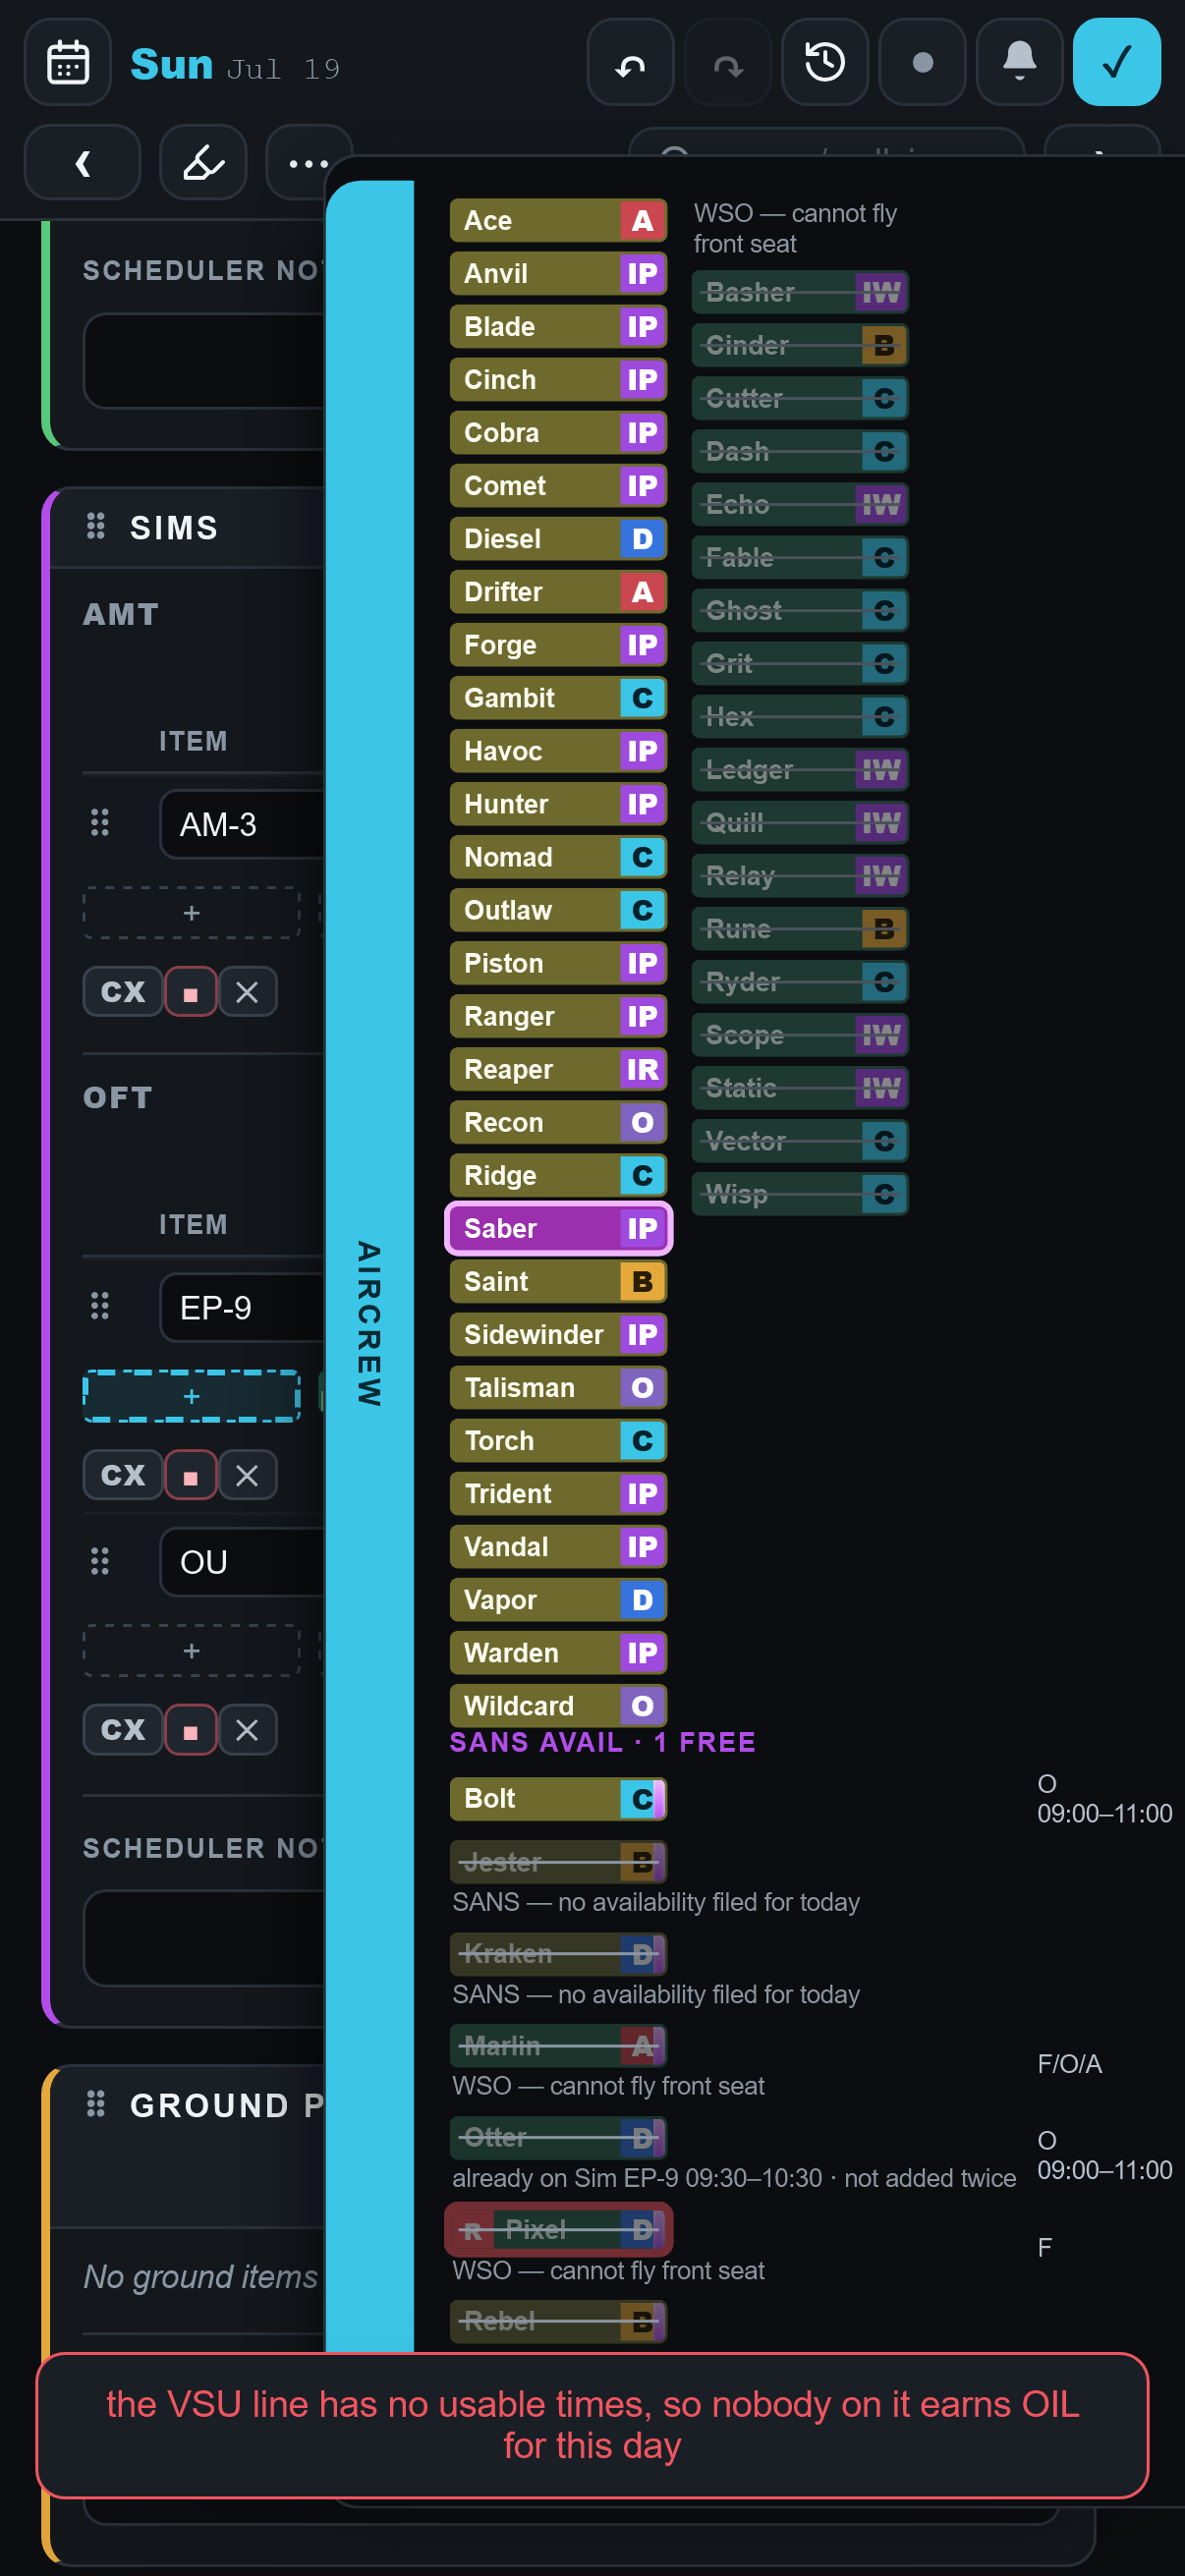 Sun Jul 19
SCHEDULER NO
SIMS
AMT
ITEM
AM-3
+
CX
OFT
ITEM
EP-9
+
CX
OU
+
CX
SCHEDULER NO
GROUND P
No ground items
AIRCREW
Ace A
Anvil IP
Blade IP
Cinch IP
Cobra IP
Comet IP
Diesel D
Drifter A
Forge IP
Gambit C
Havoc IP
Hunter IP
Nomad C
Outlaw C
Piston IP
Ranger IP
Reaper IR
Recon O
Ridge C
Saber IP
Saint B
Sidewinder IP
Talisman O
Torch C
Trident IP
Vandal IP
Vapor D
Warden IP
Wildcard O
WSO — cannot fly
front seat
Basher IW
Cinder B
Cutter C
Dash C
Echo IW
Fable C
Ghost C
Grit C
Hex C
Ledger IW
Quill IW
Relay IW
Rune B
Ryder C
Scope IW
Static IW
Vector C
Wisp C
SANS AVAIL · 1 FREE
Bolt C
O
09:00–11:00
Jester B
SANS — no availability filed for today
Kraken D
SANS — no availability filed for today
Marlin A
WSO — cannot fly front seat
F/O/A
Otter D
already on Sim EP-9 09:30–10:30 · not added twice
O
09:00–11:00
R Pixel D
WSO — cannot fly front seat
F
Rebel B
the VSU line has no usable times, so nobody on it earns OIL
for this day